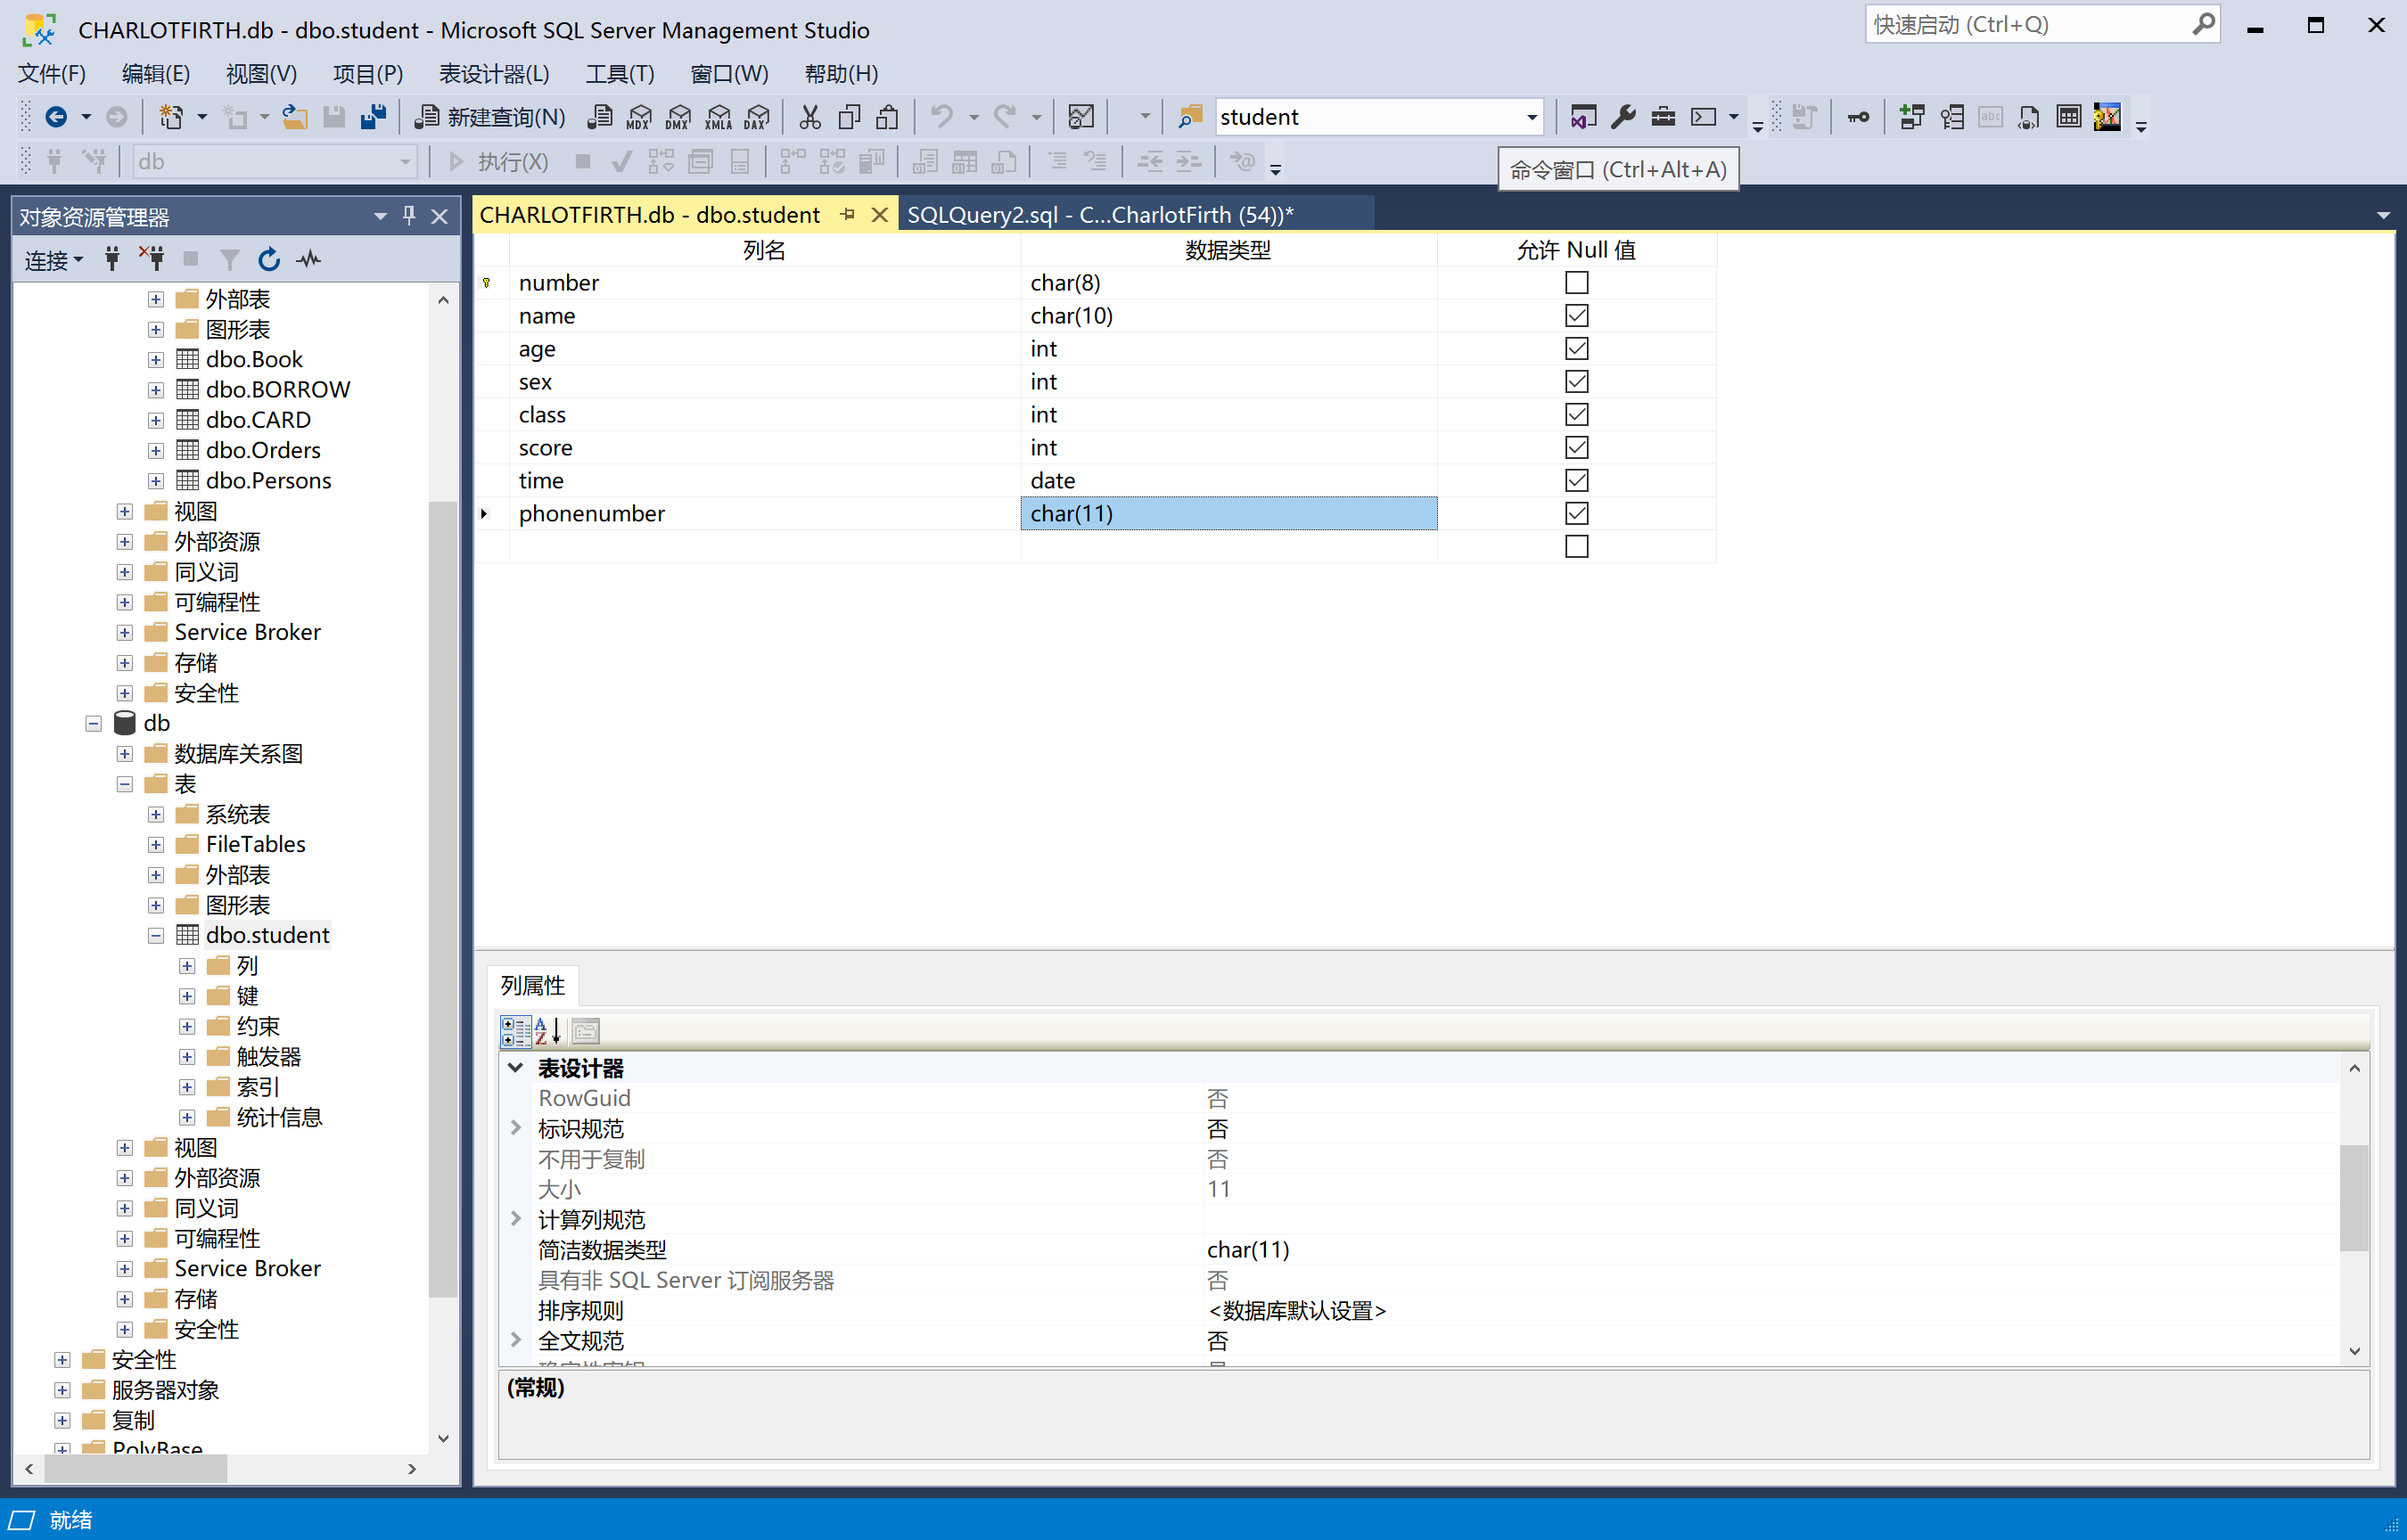 CHARLOTFIRTH.db - dbo.student - Microsoft SQL Server Management Studio
快速启动 (Ctrl+Q)
文件(F) 编辑(E) 视图(V) 项目(P) 表设计器(L) 工具(T) 窗口(W) 帮助(H)
新建查询(N) MDX DMX XMLA DAX student
db 执行(X)
命令窗口 (Ctrl+Alt+A)
对象资源管理器
连接
外部表
图形表
dbo.Book
dbo.BORROW
dbo.CARD
dbo.Orders
dbo.Persons
视图
外部资源
同义词
可编程性
Service Broker
存储
安全性
db
数据库关系图
表
系统表
FileTables
外部表
图形表
dbo.student
列
键
约束
触发器
索引
统计信息
视图
外部资源
同义词
可编程性
Service Broker
存储
安全性
安全性
服务器对象
复制
PolyBase
CHARLOTFIRTH.db - dbo.student
SQLQuery2.sql - C...CharlotFirth (54))*
列名 数据类型 允许 Null 值
number char(8)
name char(10)
age int
sex int
class int
score int
time date
phonenumber char(11)
列属性
表设计器
RowGuid 否
标识规范 否
不用于复制 否
大小 11
计算列规范
简洁数据类型 char(11)
具有非 SQL Server 订阅服务器 否
排序规则 <数据库默认设置>
全文规范 否
(常规)
就绪